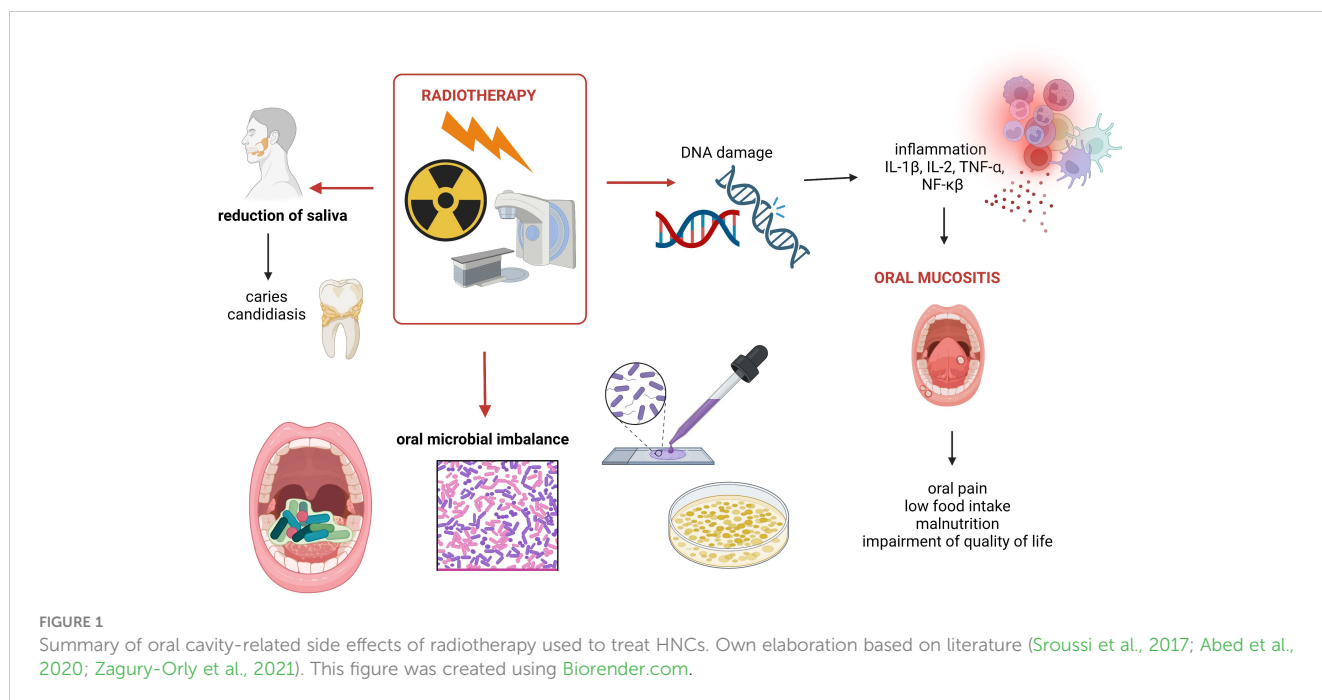 RADIOTHERAPY
reduction of saliva
caries
candidiasis
DNA damage
inflammation
IL-1β, IL-2, TNF-α,
NF-κβ
ORAL MUCOSITIS
oral pain
low food intake
malnutrition
impairment of quality of life
oral microbial imbalance
FIGURE 1
Summary of oral cavity-related side effects of radiotherapy used to treat HNCs. Own elaboration based on literature (Sroussi et al., 2017; Abed et al.,
2020; Zagury-Orly et al., 2021). This figure was created using Biorender.com.